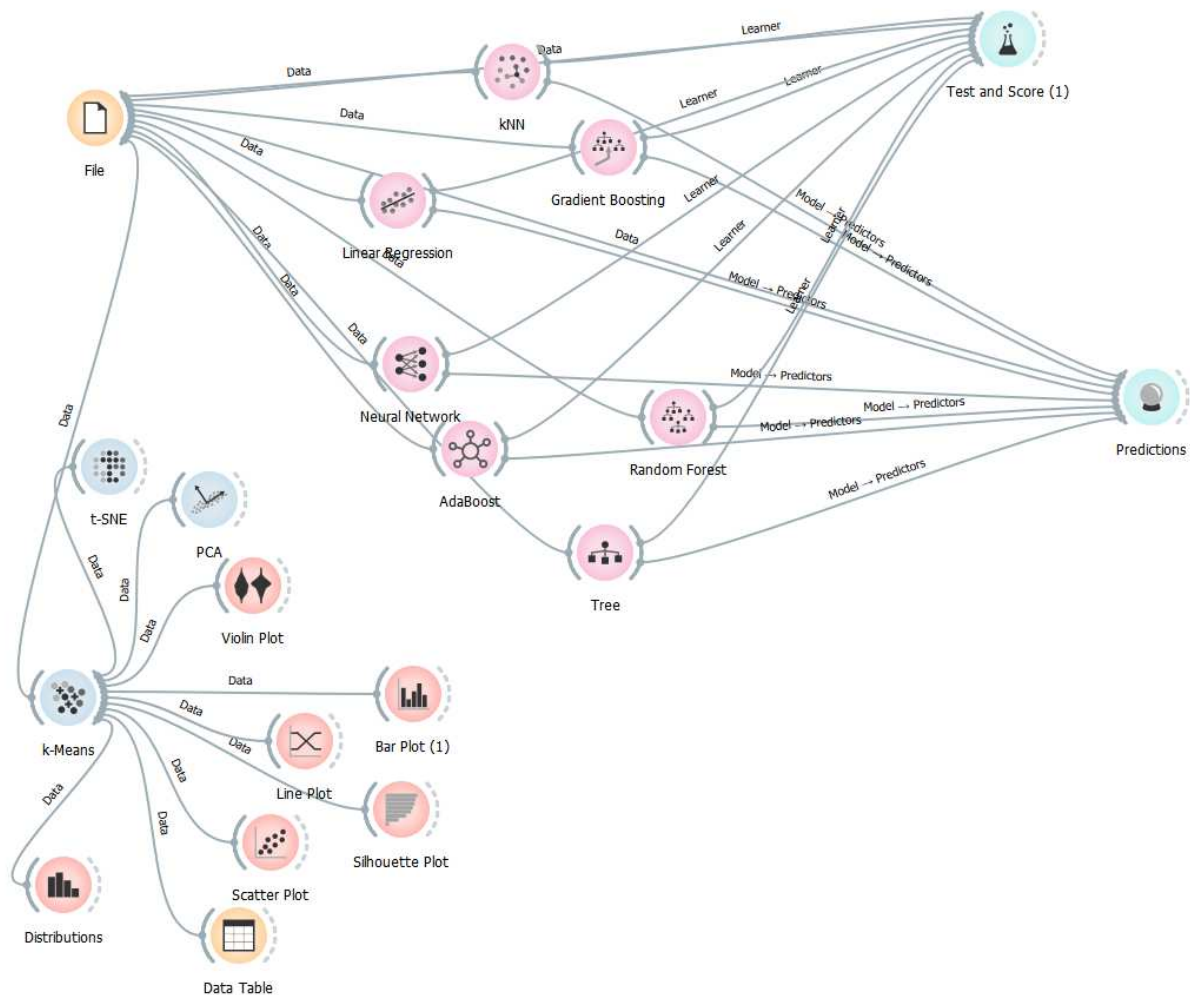 Learner
Data
Data
kNN
Learner
Test and Score (1)
Data
Learner
File
Data
Gradient Boosting
Learner
Model → Predictors
Learner
Data
Data
Linear Regression
Data
Learner
Model → Predictors
Model → Predictors
Data
Learner
Data
Neural Network
Model → Predictors
Model → Predictors
Model → Predictors
Predictions
Data
Random Forest
AdaBoost
Model → Predictors
t-SNE
PCA
Data
Data
Tree
Data
Violin Plot
Data
k-Means
Data
Bar Plot (1)
Data
Line Plot
Data
Data
Data
Silhouette Plot
Scatter Plot
Distributions
Data Table